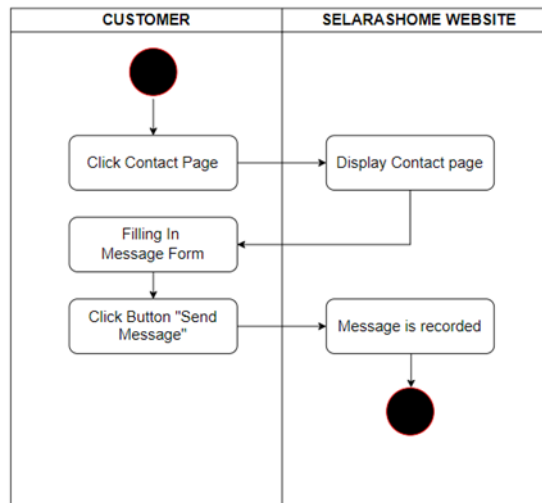 CUSTOMER
SELARASHOME WEBSITE
Click Contact Page
Display Contact page
Filling In
Message Form
Click Button "Send
Message"
Message is recorded